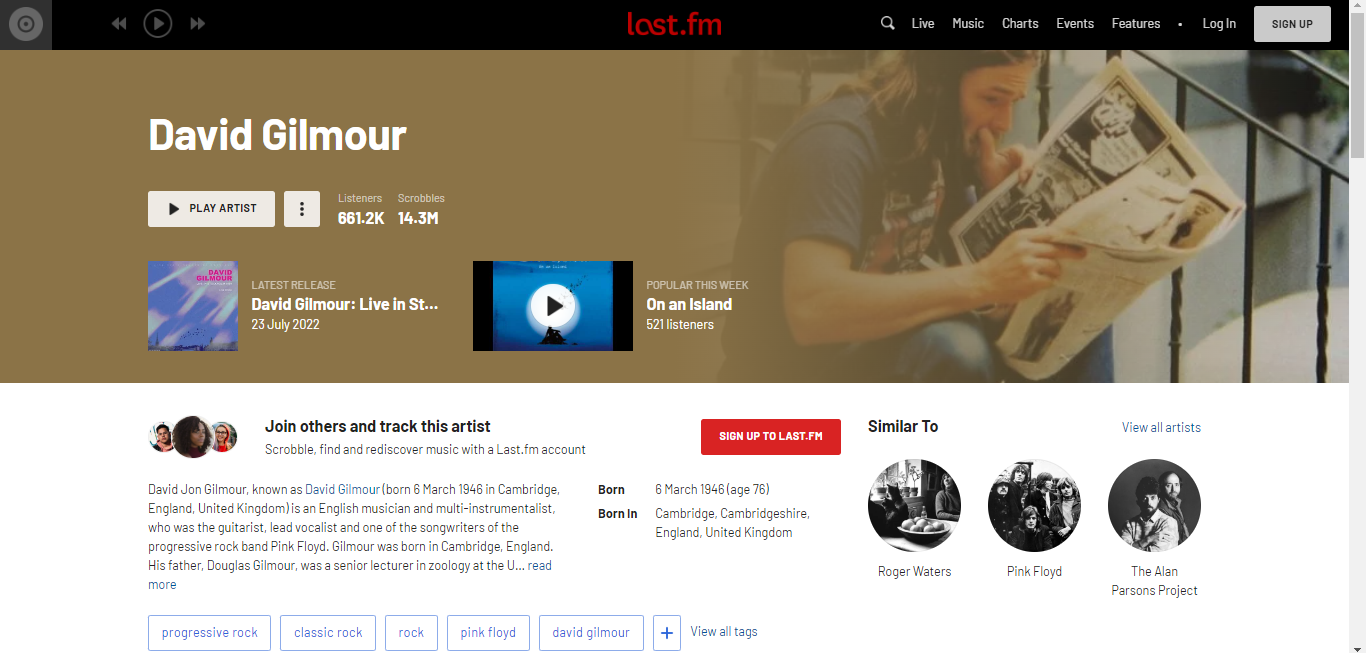 last.fm
Live Music Charts Events Features • Log In SIGN UP
David Gilmour
PLAY ARTIST
Listeners Scrobbles
661.2K 14.3M
DAVID
GILMOUR
LATEST RELEASE
David Gilmour: Live in St...
23 July 2022
On an Island
POPULAR THIS WEEK
On an Island
521 listeners
Join others and track this artist
Scrobble, find and rediscover music with a Last.fm account
SIGN UP TO LAST.FM
David Jon Gilmour, known as David Gilmour (born 6 March 1946 in Cambridge,
England, United Kingdom) is an English musician and multi-instrumentalist,
who was the guitarist, lead vocalist and one of the songwriters of the
progressive rock band Pink Floyd. Gilmour was born in Cambridge, England.
His father, Douglas Gilmour, was a senior lecturer in zoology at the U... read
more
Born 6 March 1946 (age 76)
Born In Cambridge, Cambridgeshire,
England, United Kingdom
progressive rock classic rock rock pink floyd david gilmour + View all tags
Similar To View all artists
Roger Waters Pink Floyd The Alan
Parsons Project